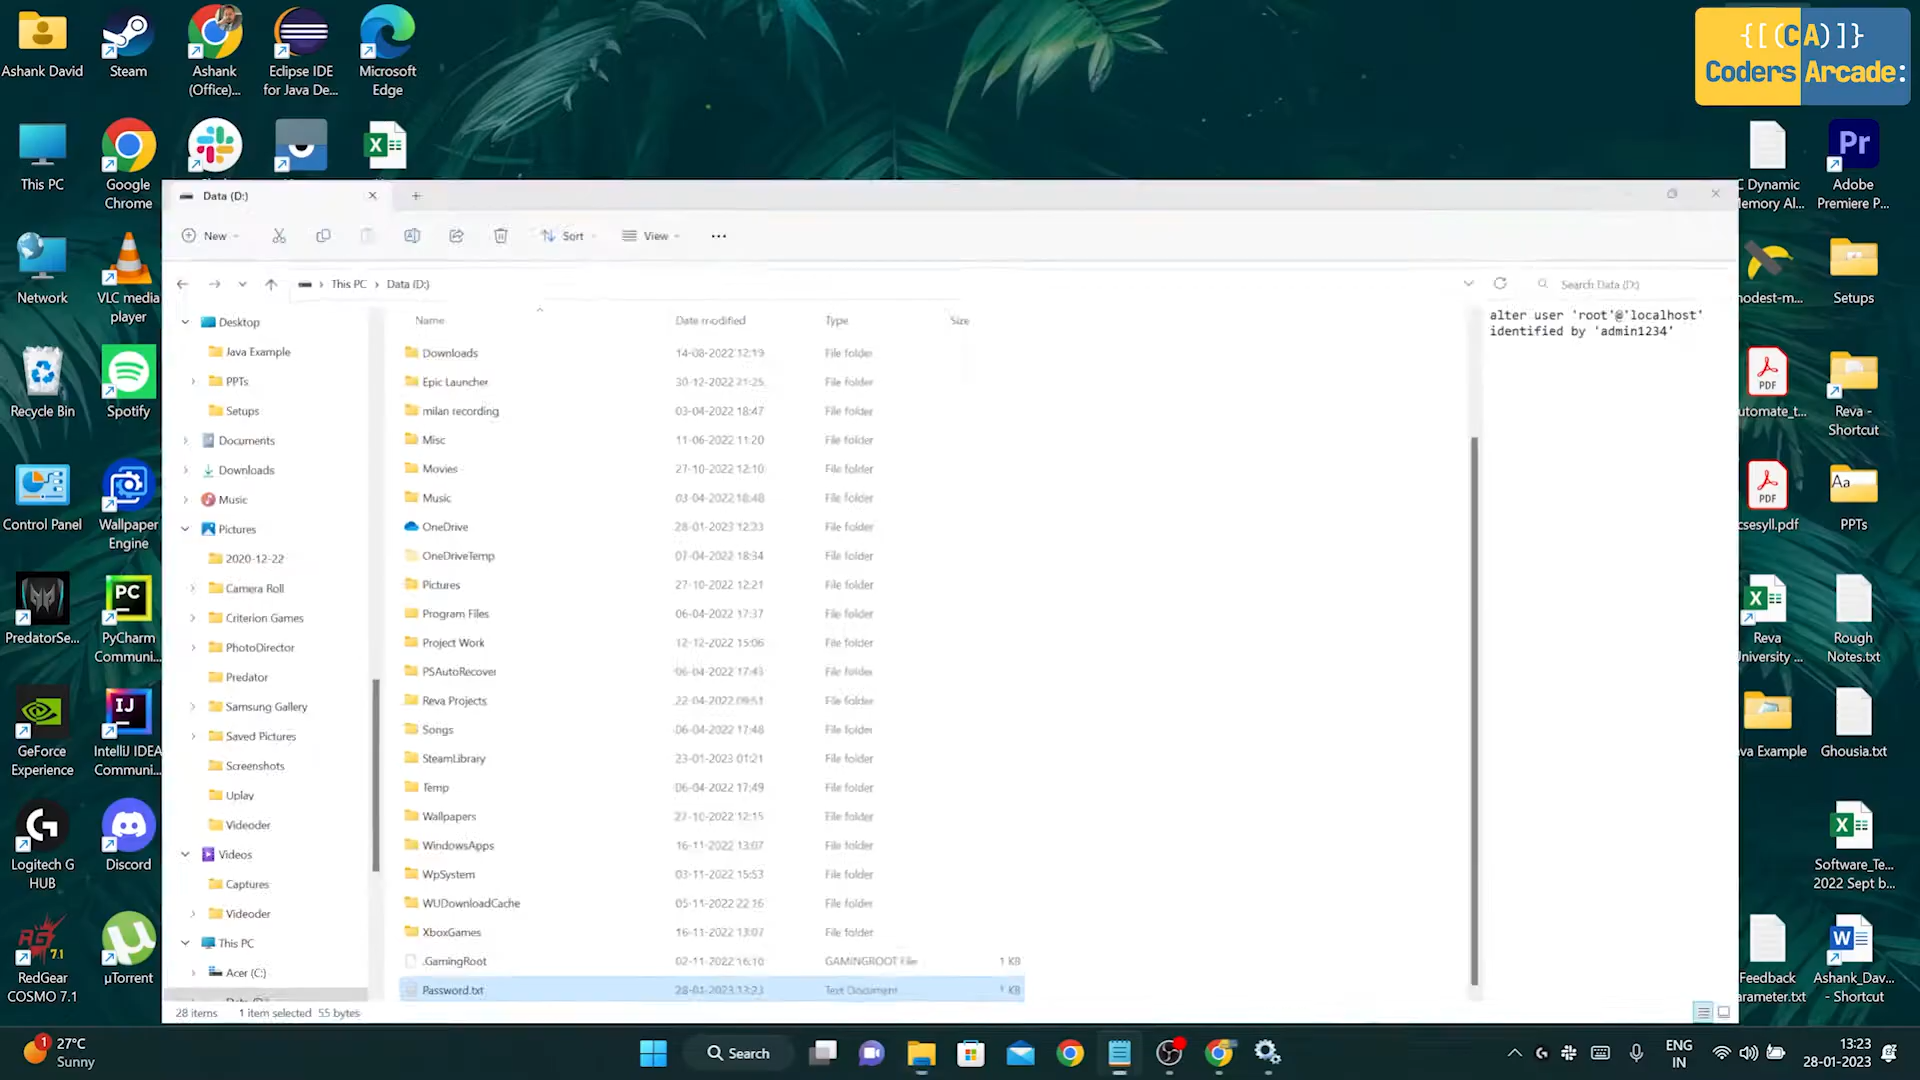 Ashank David
Steam
Ashank
(Office)...
Eclipse IDE
for Java De...
Microsoft
Edge
{[(CA)]}
Coders Arcade:
This PC
Google
Chrome
C Dynamic
Memory Al...
Adobe
Premiere P...
Data (D:)
New
Sort
View
This PC > Data (D:)
Search Data (D:)
Network
VLC media
player
Setups
Recycle Bin
Spotify
Reva -
Shortcut
Control Panel
Wallpaper
Engine
csesyll.pdf
PPTs
PredatorSe...
PyCharm
Communi...
Reva
University ...
Rough
Notes.txt
GeForce
Experience
IntelliJ IDEA
Communi...
Ghousia.txt
Logitech G
HUB
Discord
Software_Te...
2022 Sept b...
RedGear
COSMO 7.1
µTorrent
Feedback
Ashank_Dav...
- Shortcut
Desktop
Java Example
PPTs
Setups
Documents
Downloads
Music
Pictures
2020-12-22
Camera Roll
Criterion Games
PhotoDirector
Predator
Samsung Gallery
Saved Pictures
Screenshots
Uplay
Videoder
Videos
Captures
Videoder
This PC
Acer (C:)
Name Date modified Type Size
Downloads 14-08-2022 12:19 File folder
Epic Launcher 30-12-2022 21:25 File folder
milan recording 03-04-2022 18:47 File folder
Misc 11-06-2022 11:20 File folder
Movies 27-10-2022 12:10 File folder
Music 03-04-2022 18:48 File folder
OneDrive 28-01-2023 12:33 File folder
OneDriveTemp 07-04-2022 18:34 File folder
Pictures 27-10-2022 12:21 File folder
Program Files 06-04-2022 17:37 File folder
Project Work 12-12-2022 15:06 File folder
PSAutoRecover 06-04-2022 17:43 File folder
Reva Projects 22-04-2022 09:51 File folder
Songs 06-04-2022 17:48 File folder
SteamLibrary 23-01-2023 01:21 File folder
Temp 06-04-2022 17:49 File folder
Wallpapers 27-10-2022 12:15 File folder
WindowsApps 16-11-2022 13:07 File folder
WpSystem 03-11-2022 15:53 File folder
WUDownloadCache 05-11-2022 22:16 File folder
XboxGames 16-11-2022 13:07 File folder
.GamingRoot 02-11-2022 16:10 GAMINGROOT File 1 KB
Password.txt 28-01-2023 13:23 Text Document 1 KB
alter user 'root'@'localhost'
identified by 'admin1234'
28 items 1 item selected 55 bytes
27°C
Sunny
Search
ENG
IN
13:23
28-01-2023